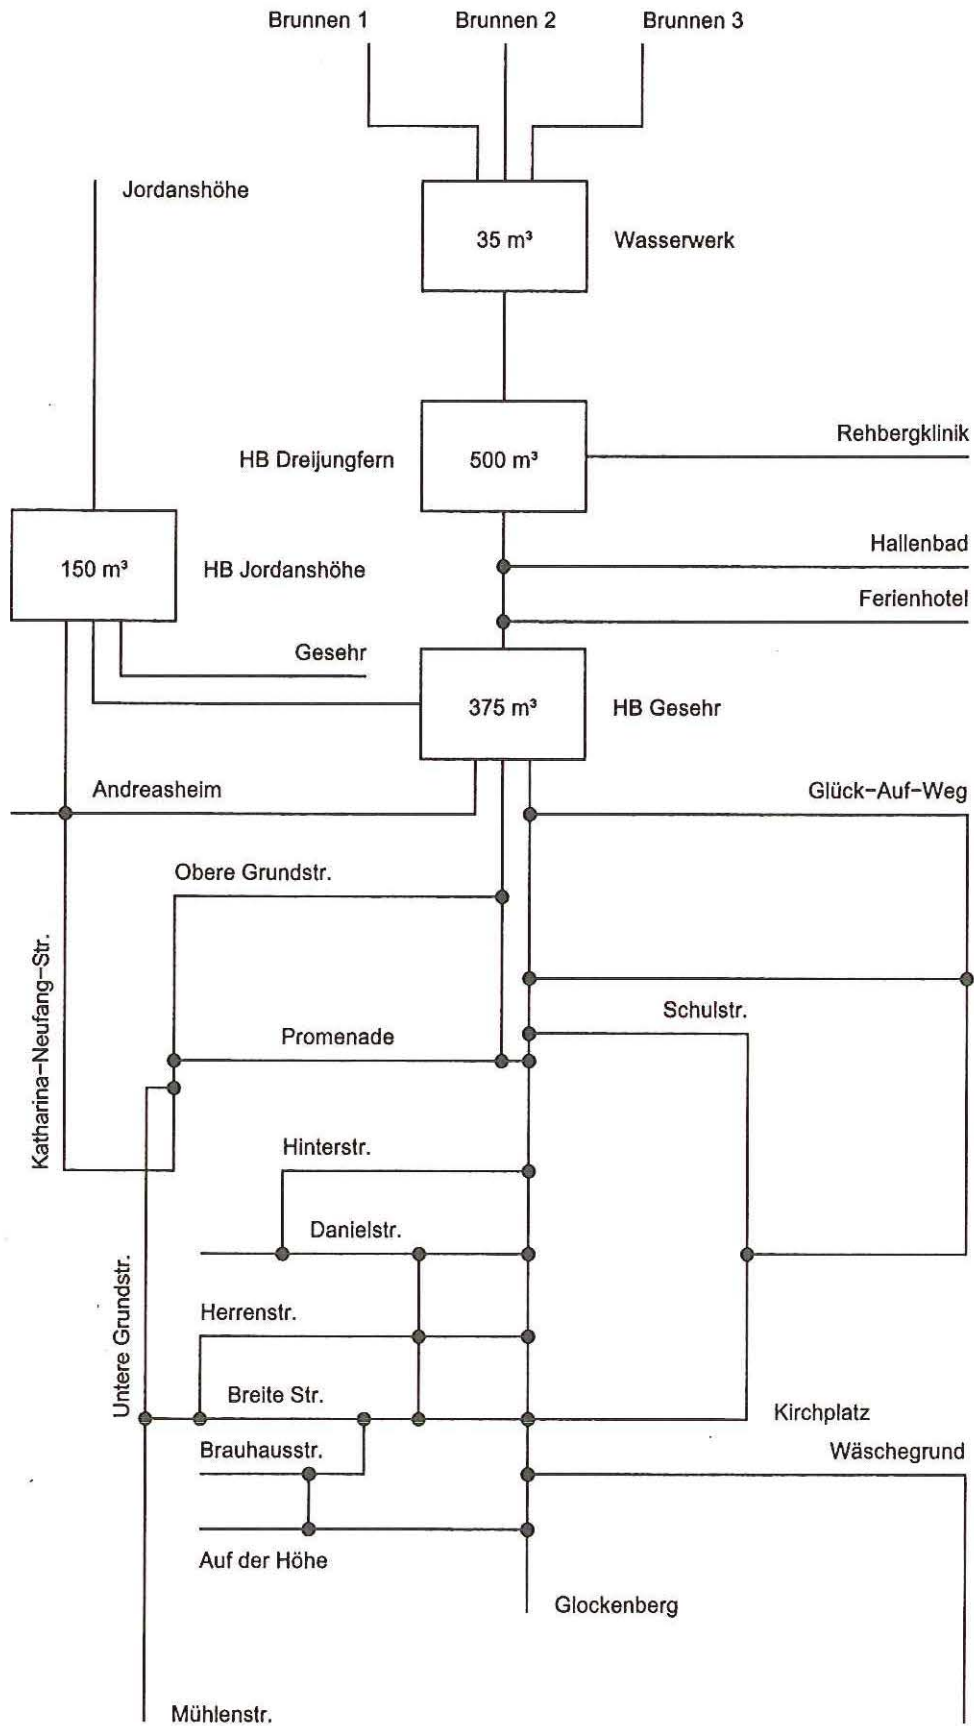 Brunnen 1
Brunnen 2
Brunnen 3
Jordanshöhe
35 m³
Wasserwerk
Rehbergklinik
HB Dreijungfern
500 m³
Hallenbad
150 m³
HB Jordanshöhe
Ferienhotel
Gesehr
375 m³
HB Gesehr
Andreasheim
Glück-Auf-Weg
Obere Grundstr.
Katharina-Neufang-Str.
Schulstr.
Promenade
Hinterstr.
Danielstr.
Untere Grundstr.
Herrenstr.
Breite Str.
Kirchplatz
Brauhausstr.
Wäschegrund
Auf der Höhe
Glockenberg
Mühlenstr.